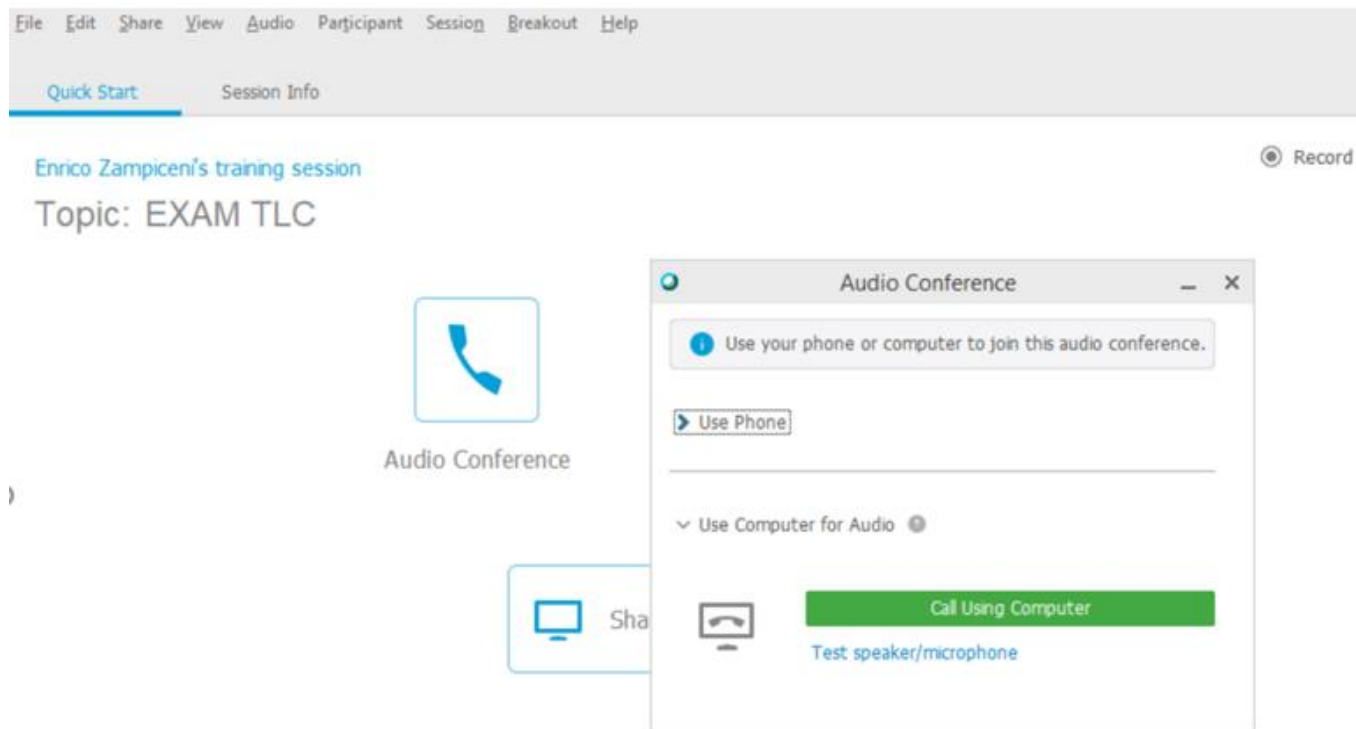 File Edit Share View Audio Participant Session Breakout Help
Quick Start Session Info
Enrico Zampiceni's training session
Record
Topic: EXAM TLC
Audio Conference
Use your phone or computer to join this audio conference.
Use Phone
Audio Conference
Use Computer for Audio
Call Using Computer
Sha
Test speaker/microphone